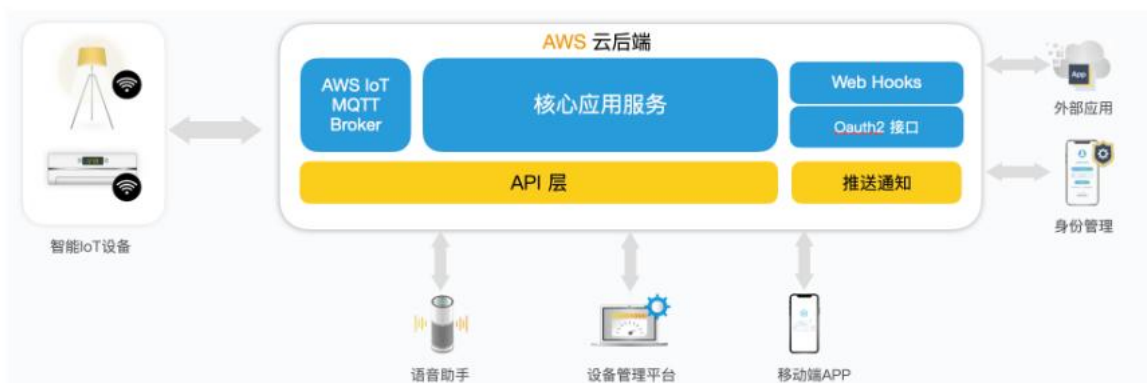 AWS 云后端
AWS IoT
MQTT
Broker
核心应用服务
Web Hooks
Oauth2 接口
API 层
推送通知
智能IoT设备
App
外部应用
身份管理
语音助手
设备管理平台
移动端APP